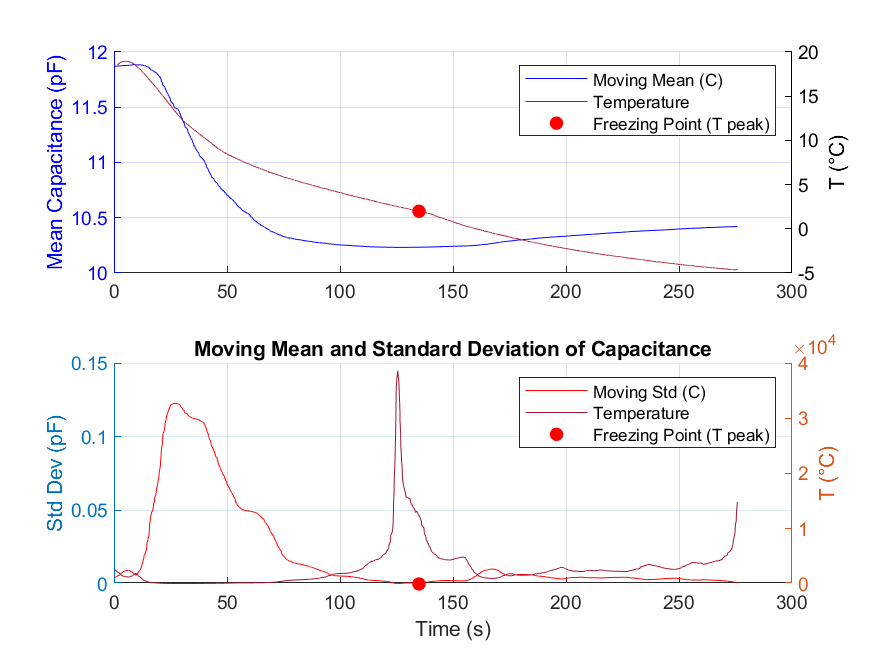 Mean Capacitance (pF)
12
11.5
11
10.5
10
0
50
100
150
200
250
300
20
15
10
5
0
-5
T (°C)
Moving Mean (C)
Temperature
Freezing Point (T peak)
Moving Mean and Standard Deviation of Capacitance
Std Dev (pF)
0.15
0.1
0.05
0
0
50
100
150
200
250
300
Time (s)
×10⁴
4
3
2
1
0
T (°C)
Moving Std (C)
Temperature
Freezing Point (T peak)